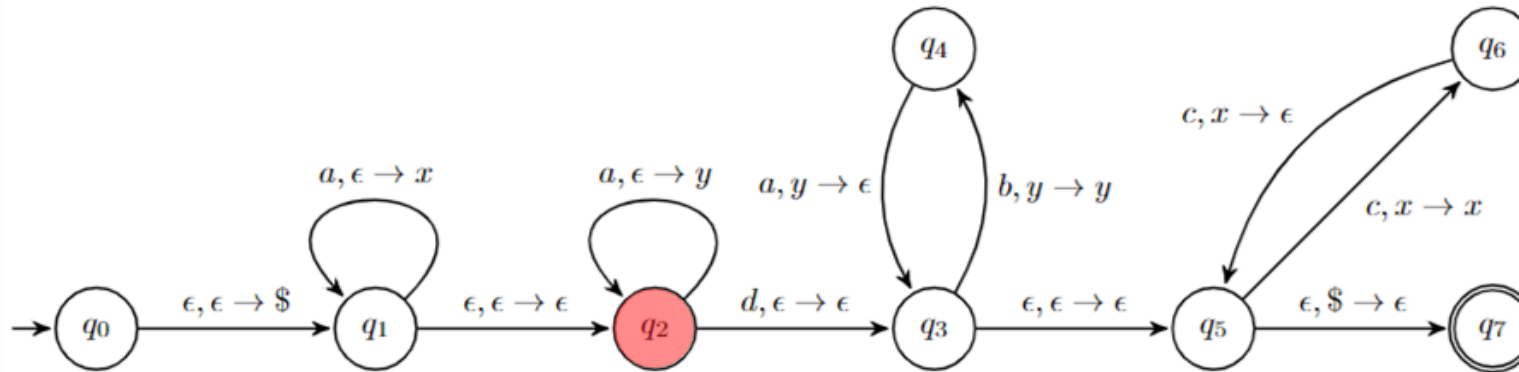 q₄ q₆
c, x → ϵ
a, ϵ → x a, ϵ → y a, y → ϵ b, y → y
c, x → x
q₀ ϵ, ϵ → $ q₁ ϵ, ϵ → ϵ q₂ d, ϵ → ϵ q₃ ϵ, ϵ → ϵ q₅ ϵ, $ → ϵ q₇